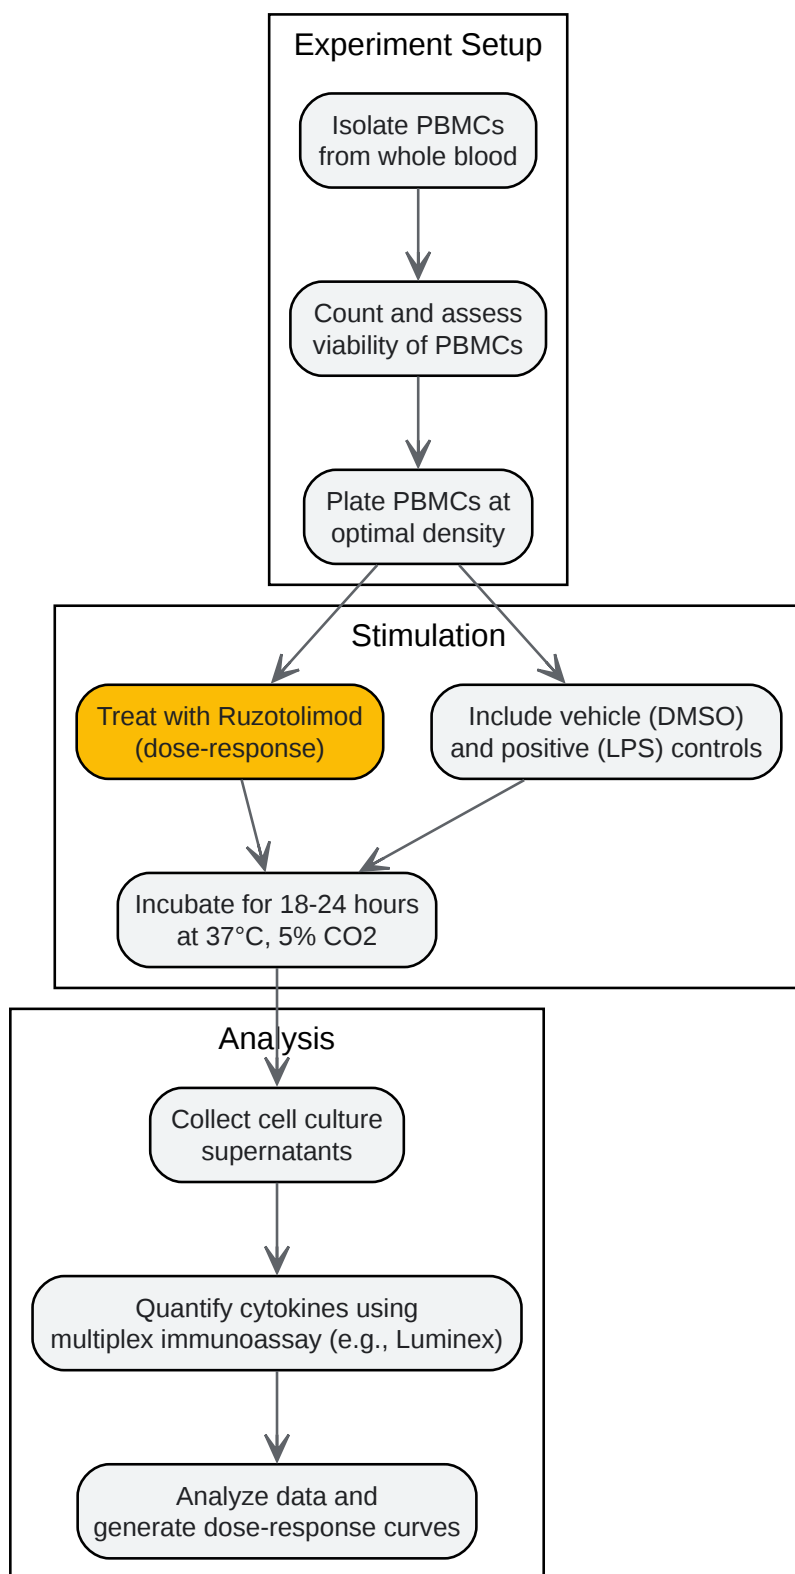 Experiment Setup
Isolate PBMCs
from whole blood
Count and assess
viability of PBMCs
Plate PBMCs at
optimal density
Stimulation
Treat with Ruzotolimod
(dose-response)
Include vehicle (DMSO)
and positive (LPS) controls
Incubate for 18-24 hours
at 37°C, 5% CO2
Analysis
Collect cell culture
supernatants
Quantify cytokines using
multiplex immunoassay (e.g., Luminex)
Analyze data and
generate dose-response curves